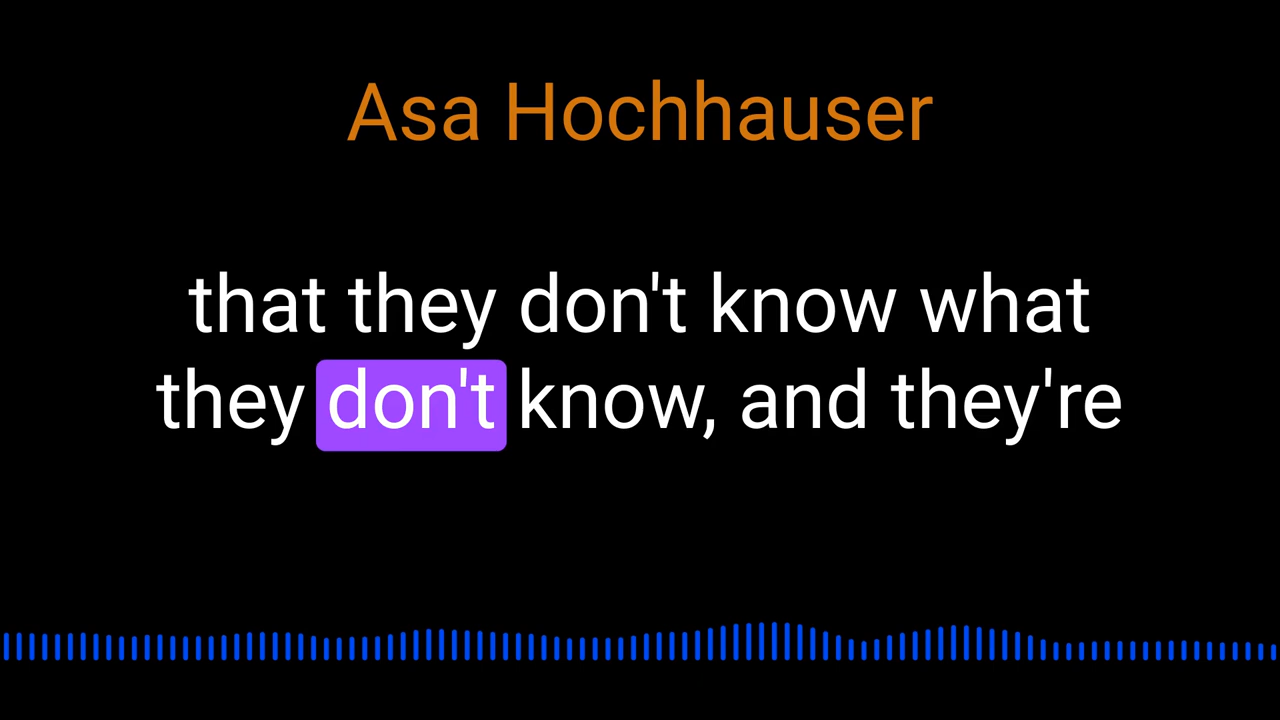 Asa Hochhauser
that they don't know what
they don't know, and they're